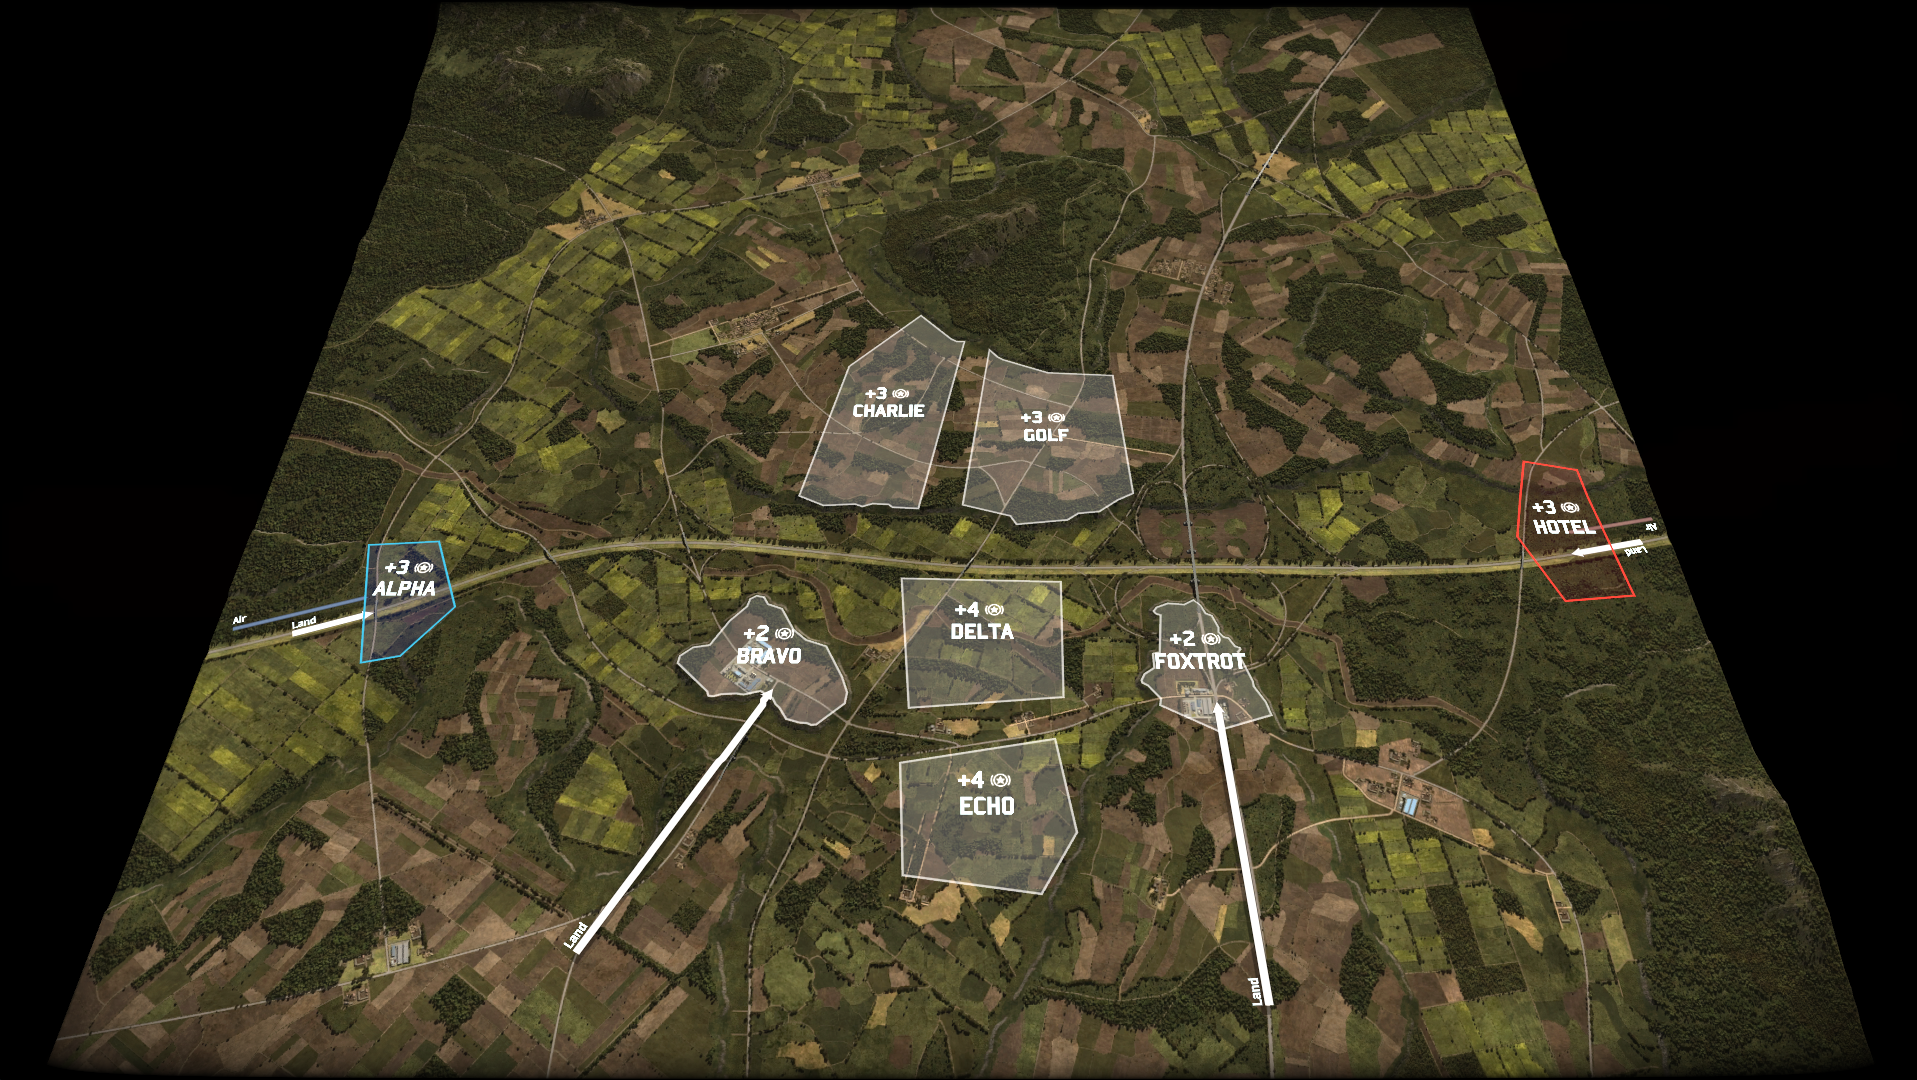 +3
CHARLIE
+3
GOLF
+3
HOTEL
Air
Land
+3
ALPHA
Air
Land
+2
BRAVO
+4
DELTA
+2
FOXTROT
+4
ECHO
Land
Land